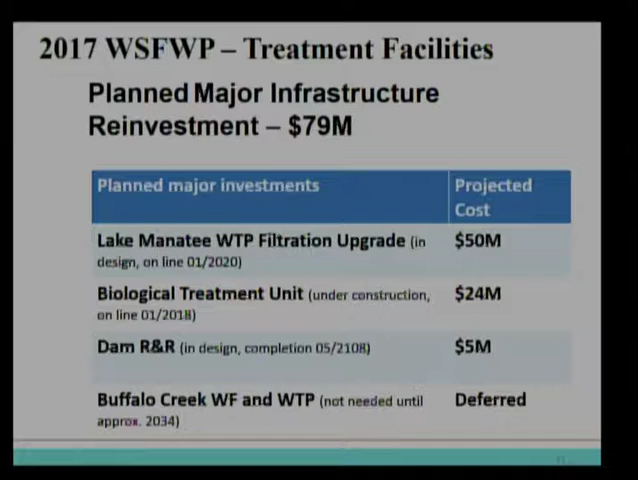 2017 WSFWP – Treatment Facilities
Planned Major Infrastructure
Reinvestment – $79M
Planned major investments
Projected
Cost
Lake Manatee WTP Filtration Upgrade (in
design, on line 01/2020)
$50M
Biological Treatment Unit (under construction,
on line 01/2018)
$24M
Dam R&R (in design, completion 05/2108)
$5M
Buffalo Creek WF and WTP (not needed until
approx. 2034)
Deferred